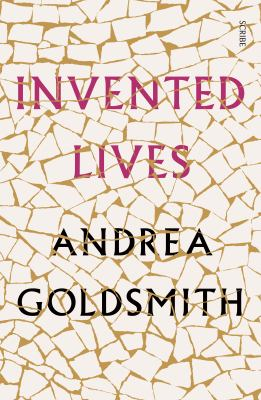 SCRIBE
INVENTED
LIVES
ANDREA
GOLDSMITH